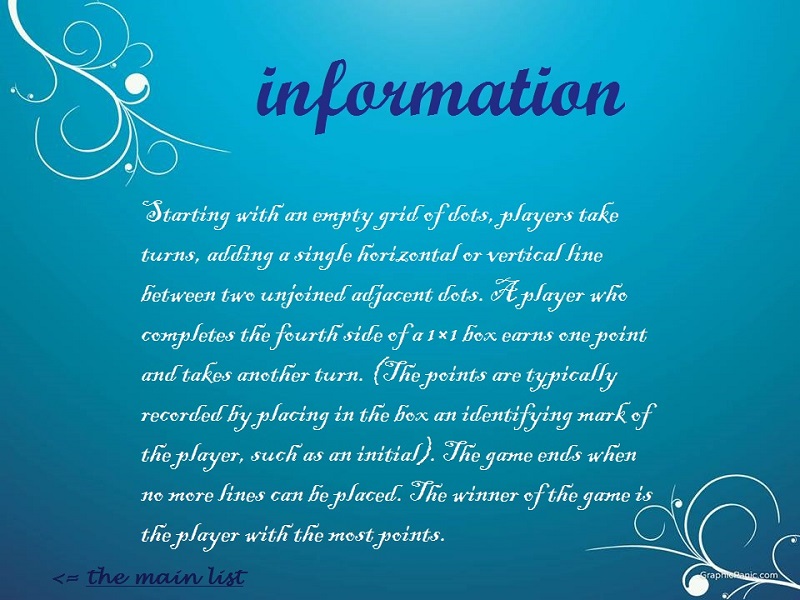 information
Starting with an empty grid of dots, players take
turns, adding a single horizontal or vertical line
between two unjoined adjacent dots. A player who
completes the fourth side of a 1×1 box earns one point
and takes another turn. (The points are typically
recorded by placing in the box an identifying mark of
the player, such as an initial). The game ends when
no more lines can be placed. The winner of the game is
the player with the most points.
<= the main list
GraphicPanic.com